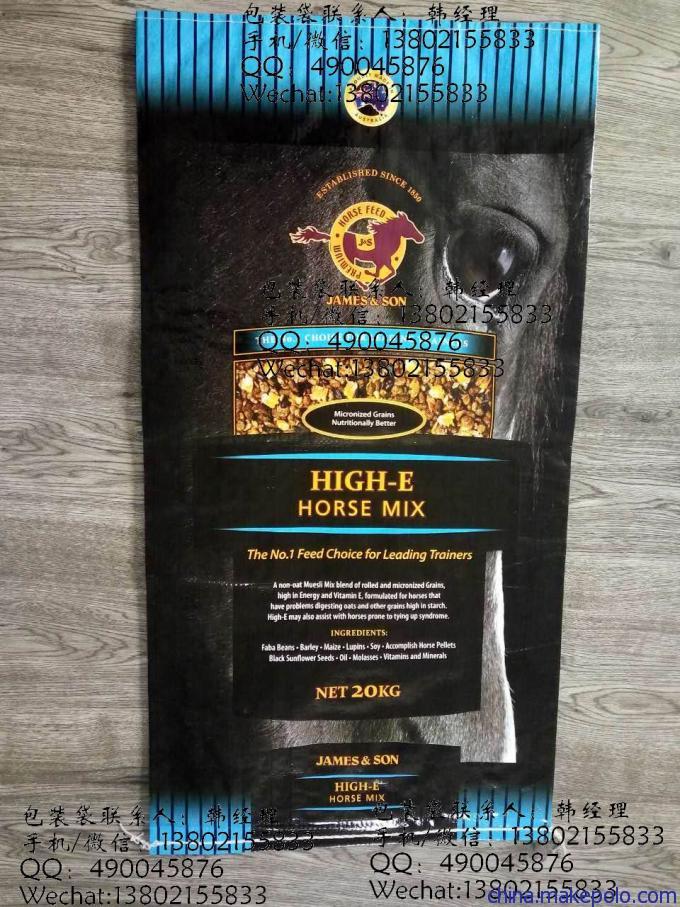 包装袋联系人：韩经理
手机/微信：13802155833
QQ：490045876
Wechat:13802155833
AUSTRALIA
ESTABLISHED SINCE 1850
HORSE FEED
J&S
PREMIUM
JAMES & SON
包装袋联系人：韩经理
手机/微信：13802155833
QQ：490045876
Wechat:13802155833
Micronized Grains
Nutritionally Better
HIGH-E
HORSE MIX
The No.1 Feed Choice for Leading Trainers
A non-oat Muesli Mix blend of rolled and micronized Grains,
high in Energy and Vitamin E, formulated for horses that
have problems digesting oats and other grains high in starch.
High-E may also assist with horses prone to tying up syndrome.
INGREDIENTS:
Faba Beans • Barley • Maize • Lupins • Soy • Accomplish Horse Pellets
Black Sunflower Seeds • Oil • Molasses • Vitamins and Minerals
NET 20KG
JAMES & SON
HIGH-E
HORSE MIX
包装袋联系人：韩经理
手机/微信：13802155833
QQ：490045876
Wechat:13802155833
包装袋联系人：韩经理
手机/微信：13802155833
QQ：490045876
Wechat:13802155833
china.makepolo.com